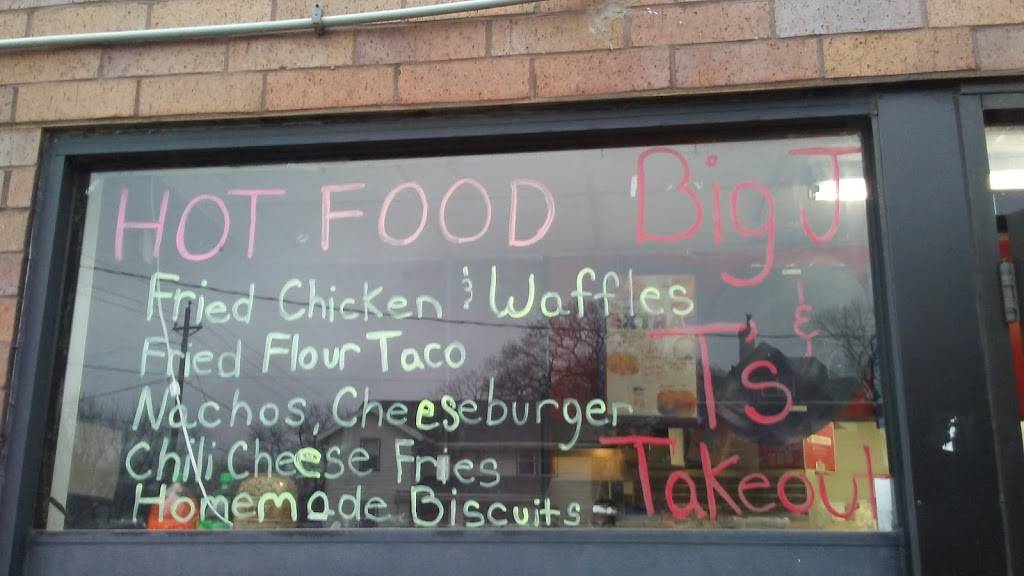 HOT FOOD
Fried Chicken & Waffles
Fried Flour Taco
Nachos, Cheeseburger
Chili Cheese Fries
Homemade Biscuits
Big J
&
T's
Takeout